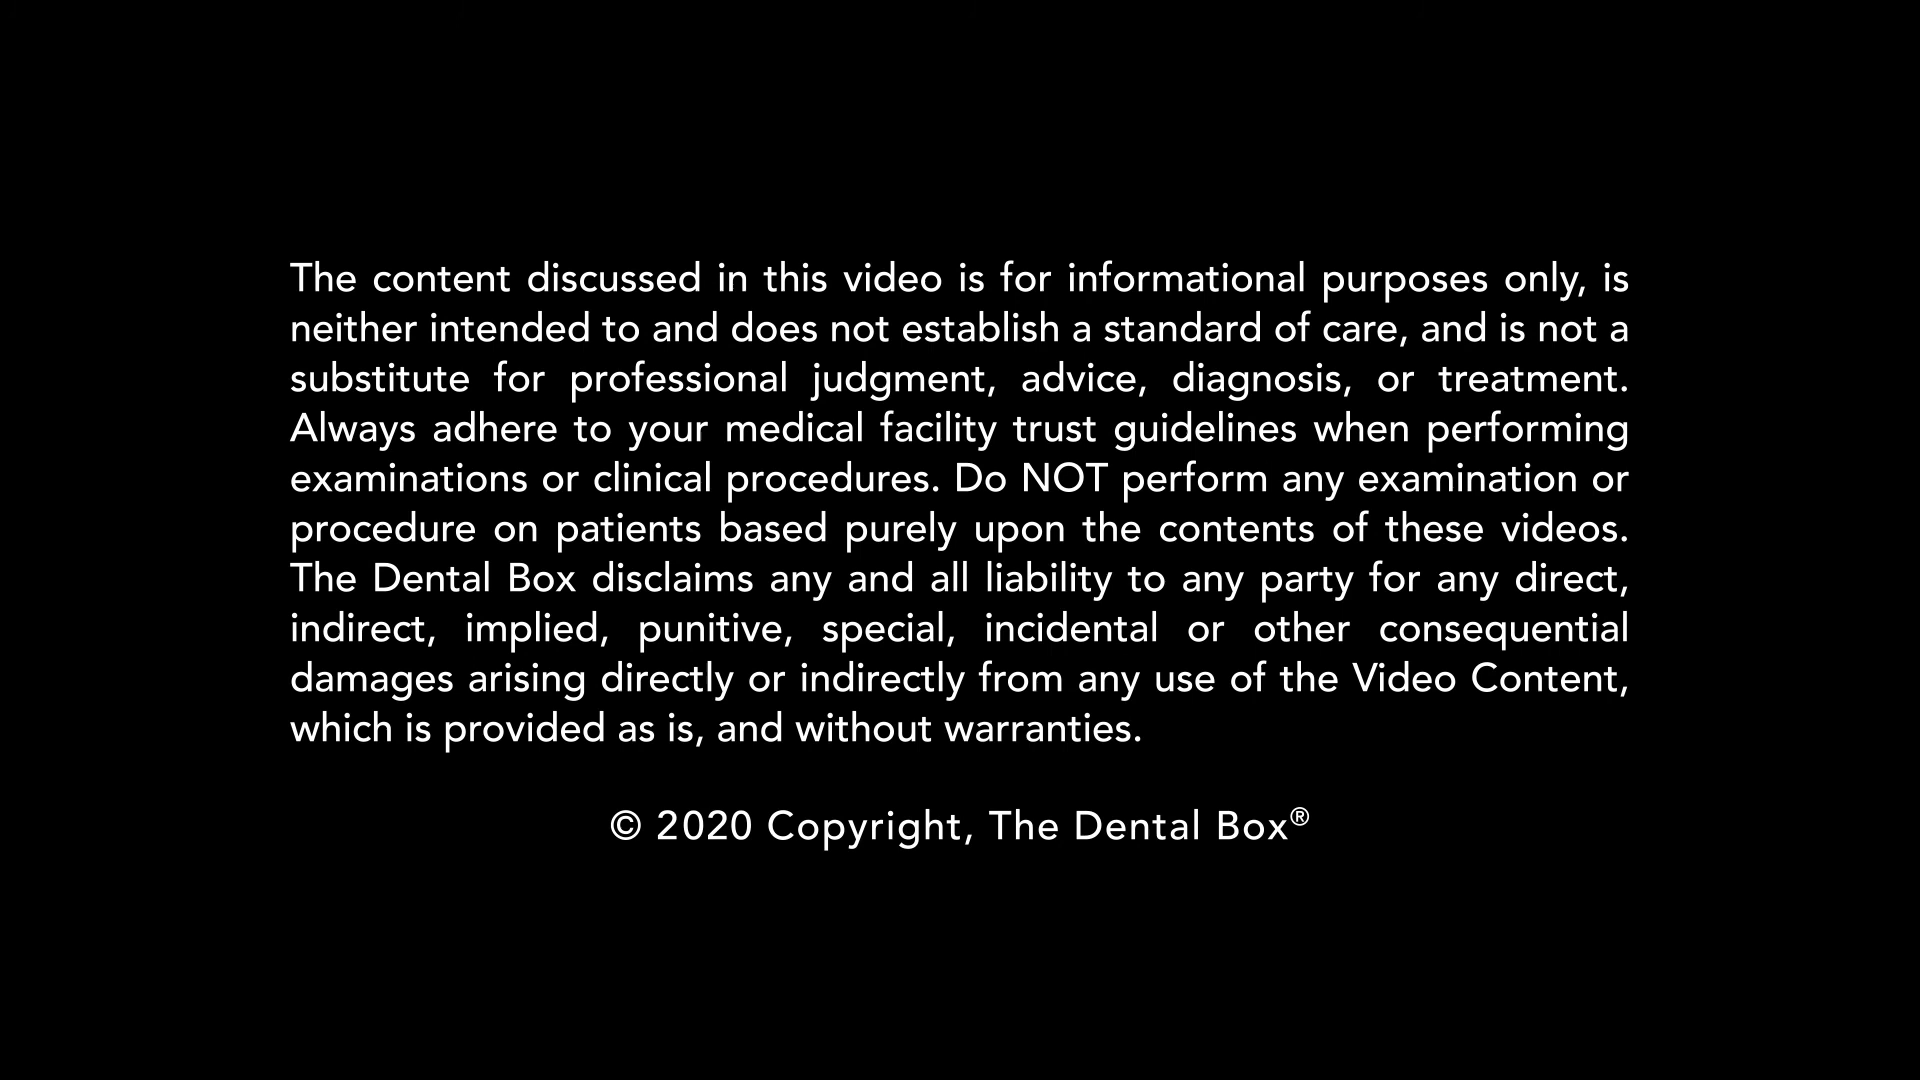 The content discussed in this video is for informational purposes only, is
neither intended to and does not establish a standard of care, and is not a
substitute for professional judgment, advice, diagnosis, or treatment.
Always adhere to your medical facility trust guidelines when performing
examinations or clinical procedures. Do NOT perform any examination or
procedure on patients based purely upon the contents of these videos.
The Dental Box disclaims any and all liability to any party for any direct,
indirect, implied, punitive, special, incidental or other consequential
damages arising directly or indirectly from any use of the Video Content,
which is provided as is, and without warranties.
© 2020 Copyright, The Dental Box®